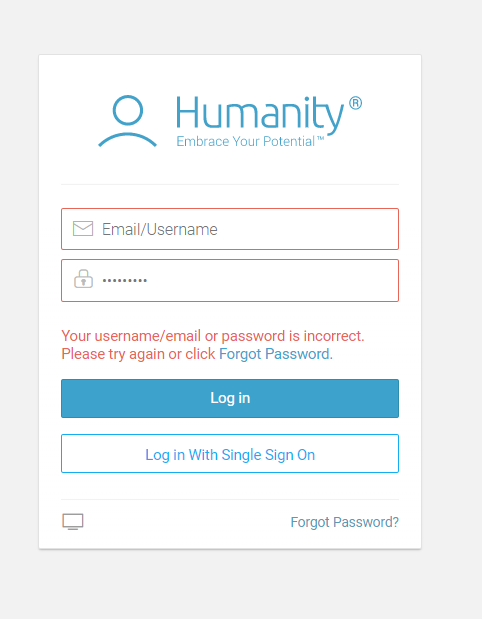 Humanity®
Embrace Your Potential™
Email/Username
•••••••••
Your username/email or password is incorrect.
Please try again or click Forgot Password.
Log in
Log in With Single Sign On
Forgot Password?